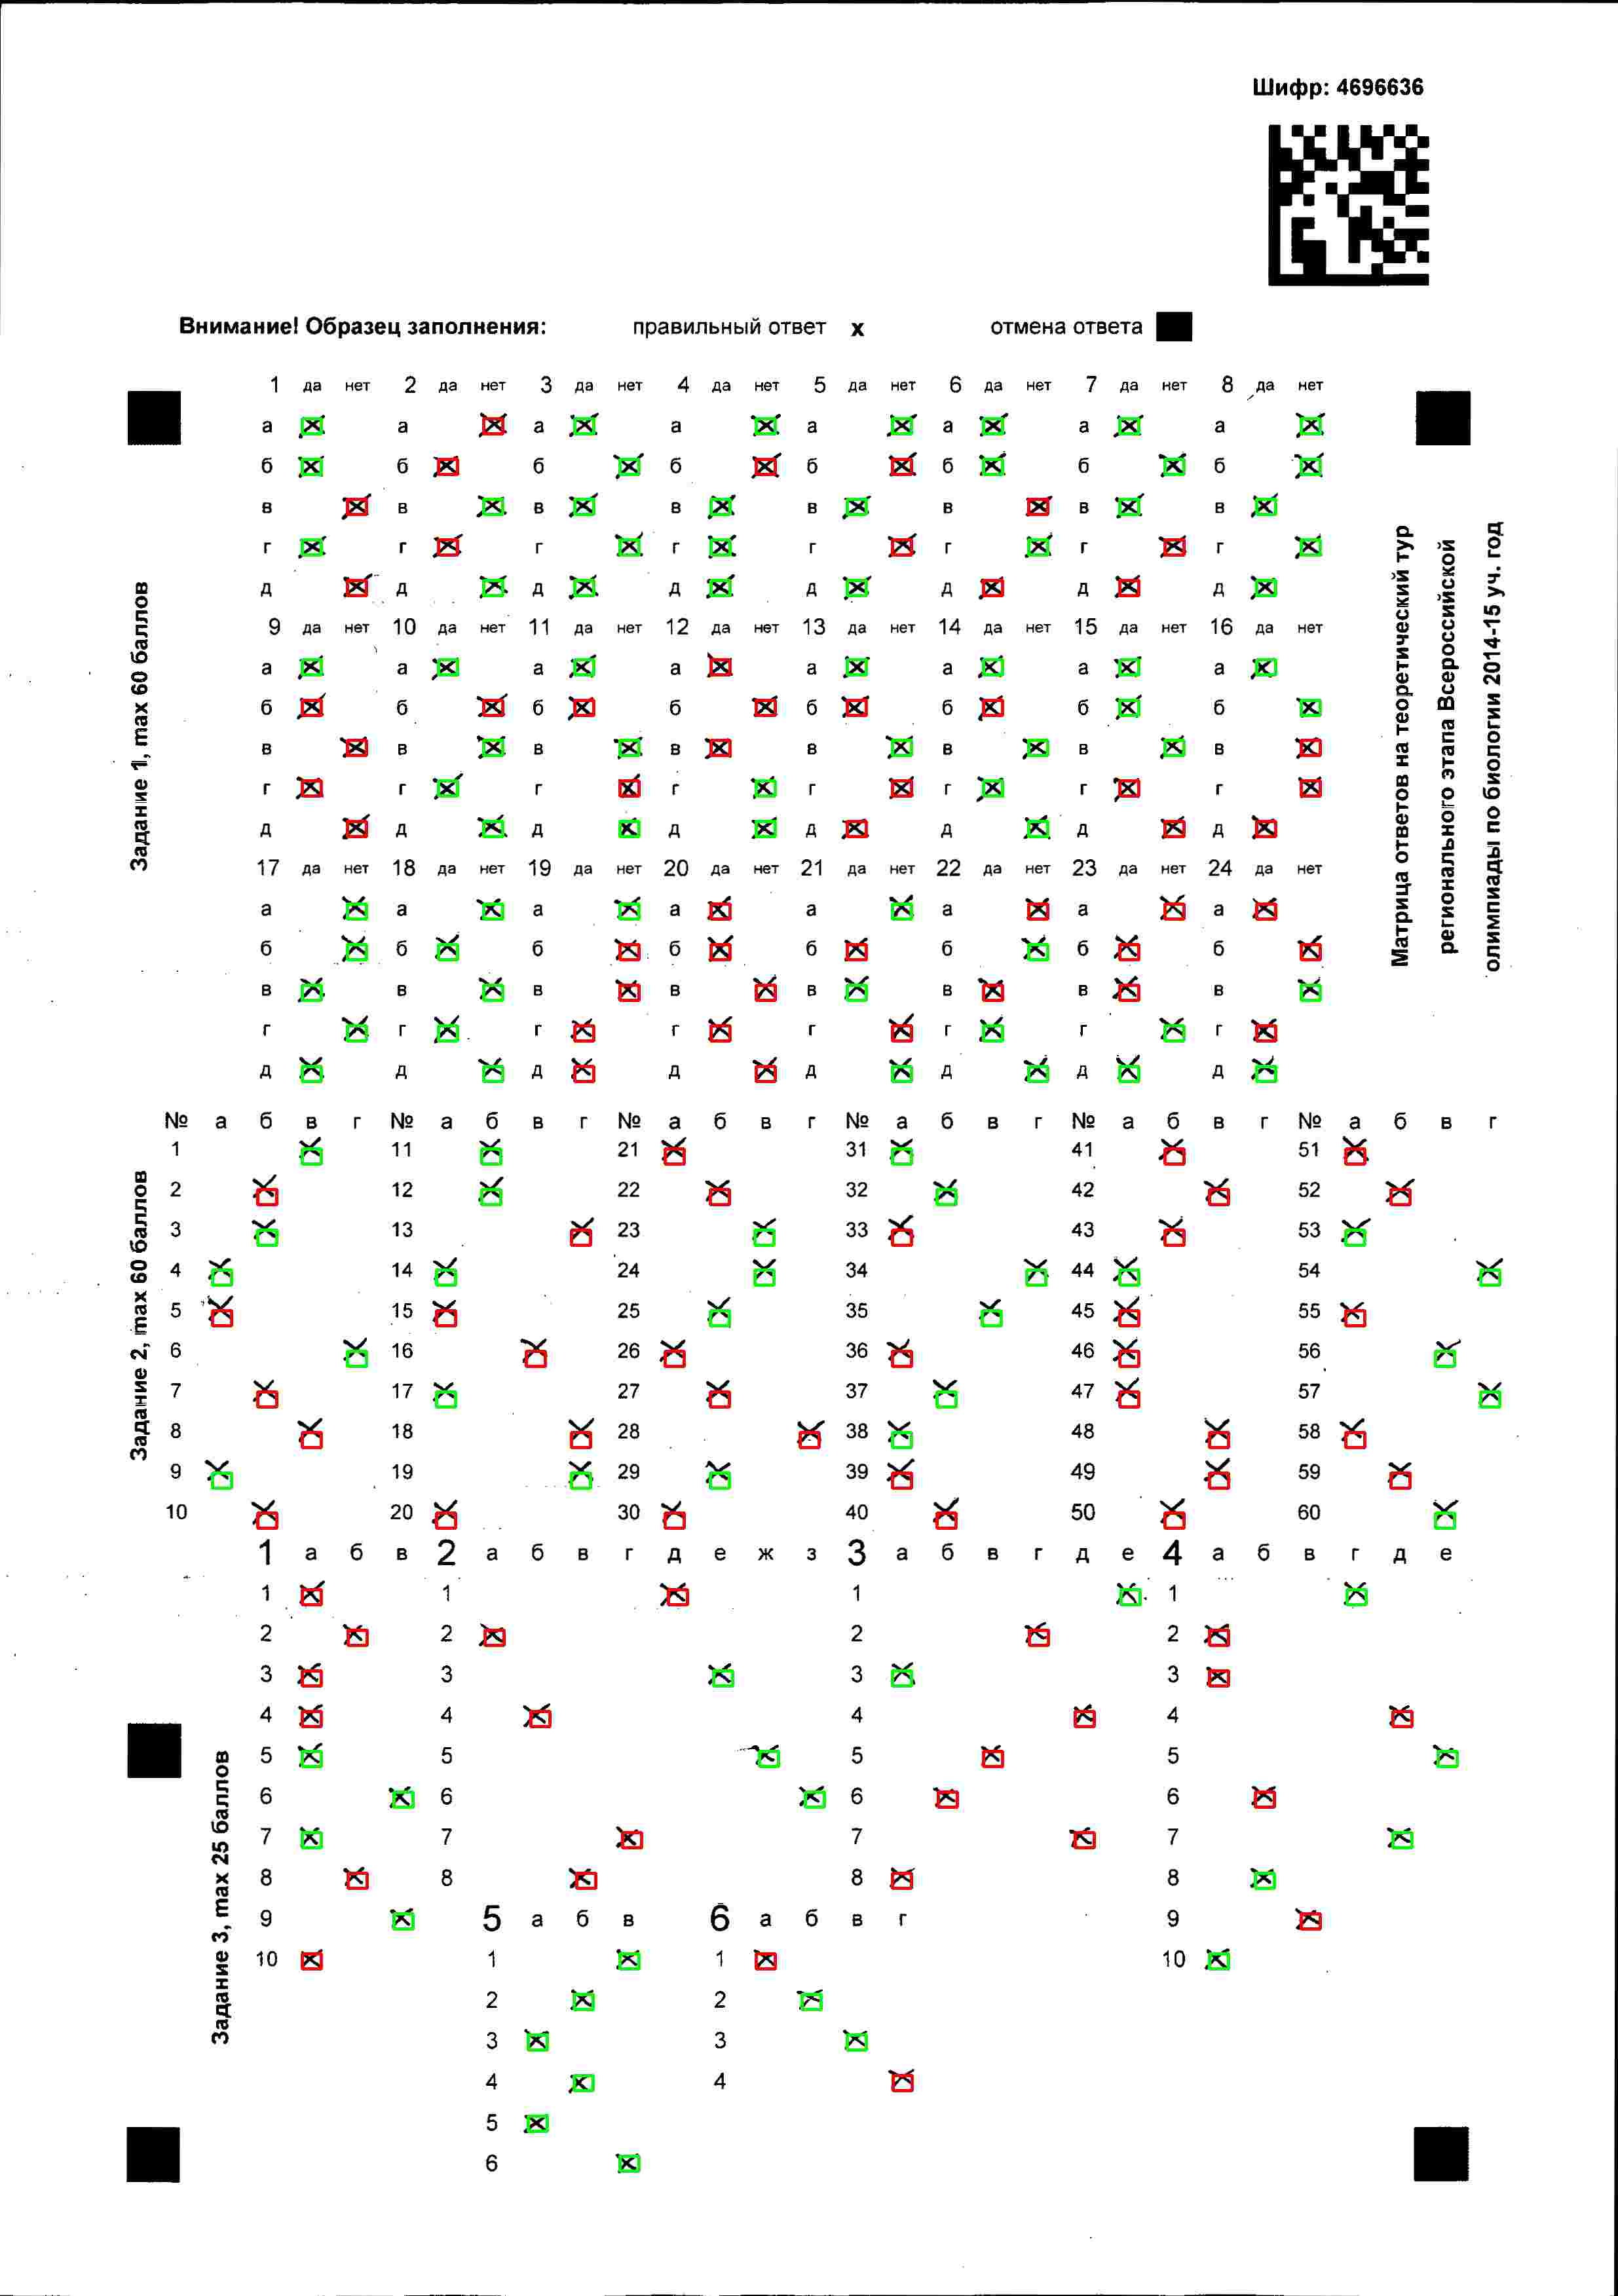 Шифр: 4696636
Внимание! Образец заполнения: правильный ответ x отмена ответа
1 да нет 2 да нет 3 да нет 4 да нет 5 да нет 6 да нет 7 да нет 8 да нет
а а а а а а а а
б б б б б б б б
в в в в в в в в
г г г г г г г г
д д д д д д д д
9 да нет 10 да нет 11 да нет 12 да нет 13 да нет 14 да нет 15 да нет 16 да нет
а а а а а а а а
б б б б б б б б
в в в в в в в в
г г г г г г г г
д д д д д д д д
17 да нет 18 да нет 19 да нет 20 да нет 21 да нет 22 да нет 23 да нет 24 да нет
а а а а а а а а
б б б б б б б б
в в в в в в в в
г г г г г г г г
д д д д д д д д
Задание 1, max 60 баллов
Матрица ответов на теоретический тур
регионального этапа Всероссийской
олимпиады по биологии 2014-15 уч. год
№ а б в г № а б в г № а б в г № а б в г № а б в г № а б в г
1 11 21 31 41 51
2 12 22 32 42 52
3 13 23 33 43 53
4 14 24 34 44 54
5 15 25 35 45 55
6 16 26 36 46 56
7 17 27 37 47 57
8 18 28 38 48 58
9 19 29 39 49 59
10 20 30 40 50 60
Задание 2, max 60 баллов
1 а б в 2 а б в г д е ж з 3 а б в г д е 4 а б в г д е
1 1 1 1
2 2 2 2
3 3 3 3
4 4 4 4
5 5 5 5
6 6 6 6
7 7 7 7
8 8 8 8
9 5 а б в 6 а б в г 9
10 1 1 10
2 2
3 3
4 4
5
6
Задание 3, max 25 баллов